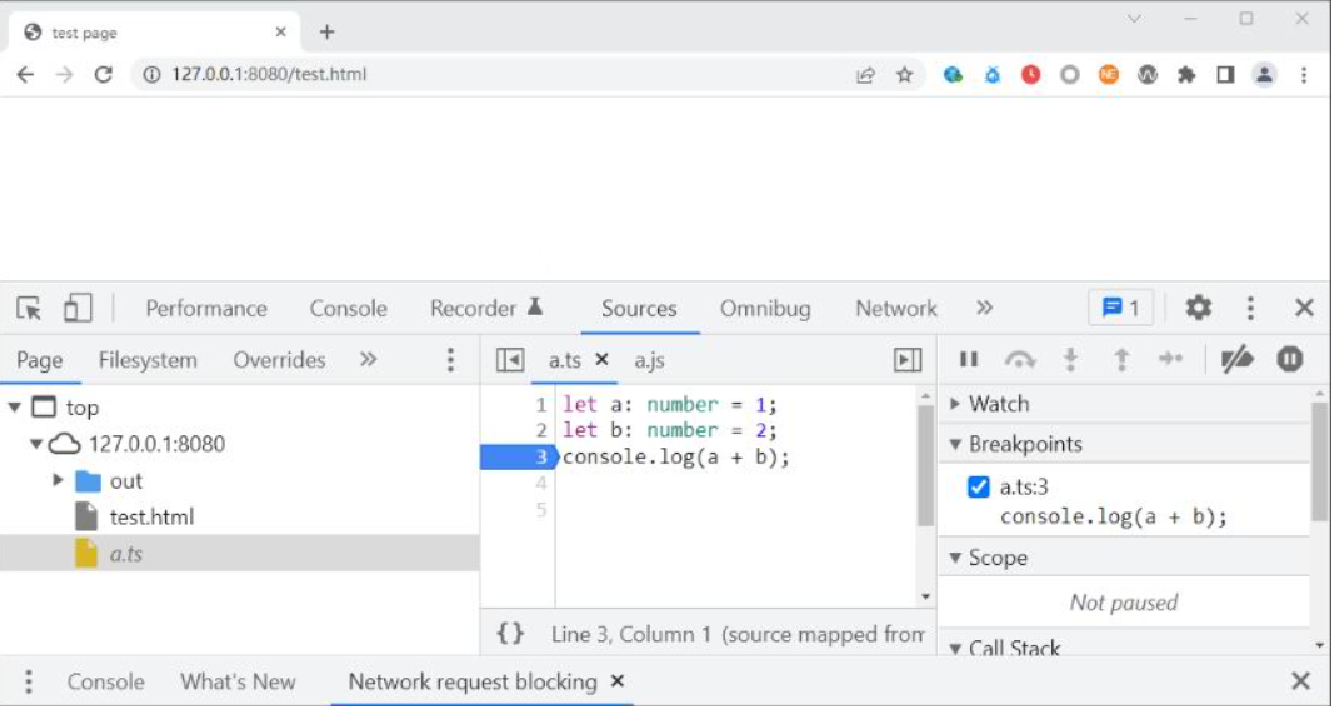 test page
127.0.0.1:8080/test.html
NE
Performance Console Recorder Sources Omnibug Network 1
Page Filesystem Overrides a.ts a.js
top
127.0.0.1:8080
out
test.html
a.ts
1 let a: number = 1;
2 let b: number = 2;
3 console.log(a + b);
4
5
{} Line 3, Column 1 (source mapped from
Watch
Breakpoints
a.ts:3
console.log(a + b);
Scope
Not paused
Call Stack
Console What's New Network request blocking